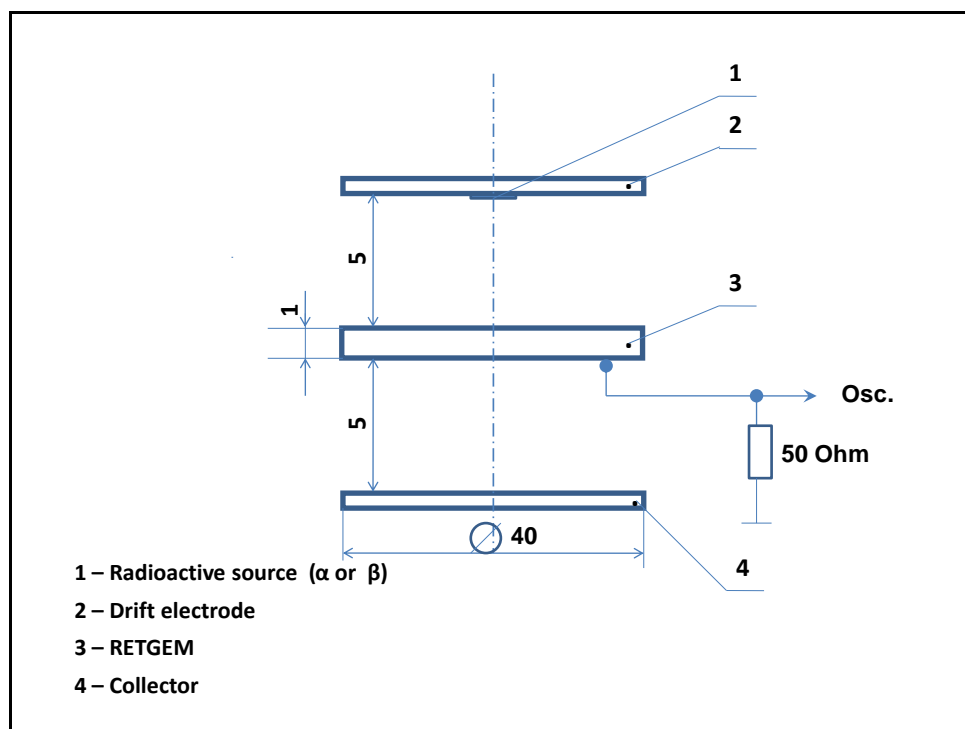 1
2
5
3
1
Osc.
5
50 Ohm
40
4
1 – Radioactive source (α or β)
2 – Drift electrode
3 – RETGEM
4 – Collector